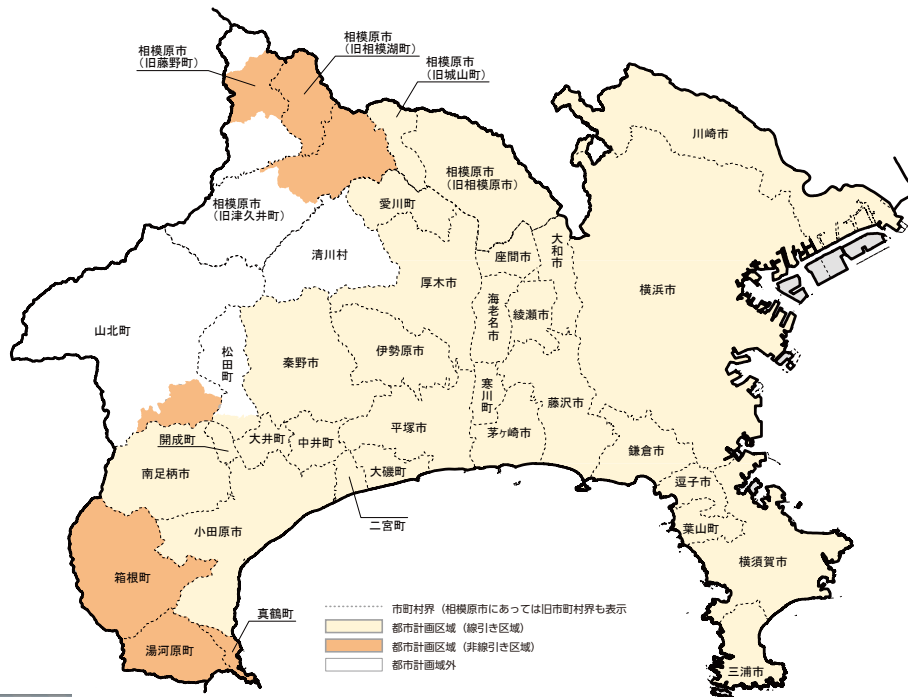 相模原市
（旧藤野町）
相模原市
（旧相模湖町）
相模原市
（旧城山町）
川崎市
相模原市
（旧相模原市）
相模原市
（旧津久井町）
愛川町
清川村
座間市
大和市
厚木市
横浜市
海老名市
綾瀬市
山北町
松田町
秦野市
伊勢原市
寒川町
藤沢市
開成町
大井町
中井町
平塚市
茅ヶ崎市
鎌倉市
南足柄市
大磯町
逗子市
二宮町
葉山町
小田原市
横須賀市
箱根町
真鶴町
湯河原町
三浦市
市町村界（相模原市にあっては旧市町村界も表示
都市計画区域（線引き区域）
都市計画区域（非線引き区域）
都市計画域外